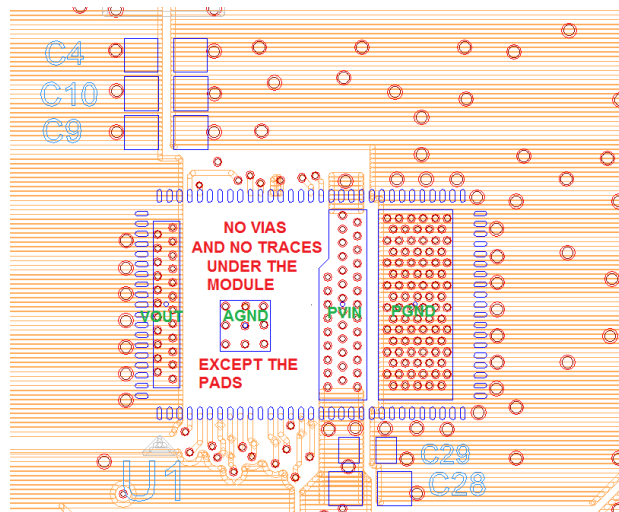 C4
C10
C9
NO VIAS
AND NO TRACES
UNDER THE
MODULE
VOUT
AGND
PVIN
PGND
EXCEPT THE
PADS
C29
U1
C28